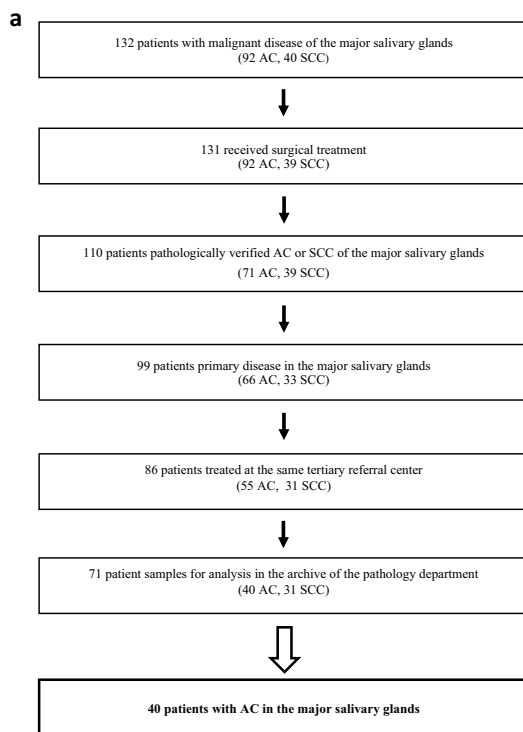 a
132 patients with malignant disease of the major salivary glands
(92 AC, 40 SCC)
131 received surgical treatment
(92 AC, 39 SCC)
110 patients pathologically verified AC or SCC of the major salivary glands
(71 AC, 39 SCC)
99 patients primary disease in the major salivary glands
(66 AC, 33 SCC)
86 patients treated at the same tertiary referral center
(55 AC, 31 SCC)
71 patient samples for analysis in the archive of the pathology department
(40 AC, 31 SCC)
40 patients with AC in the major salivary glands